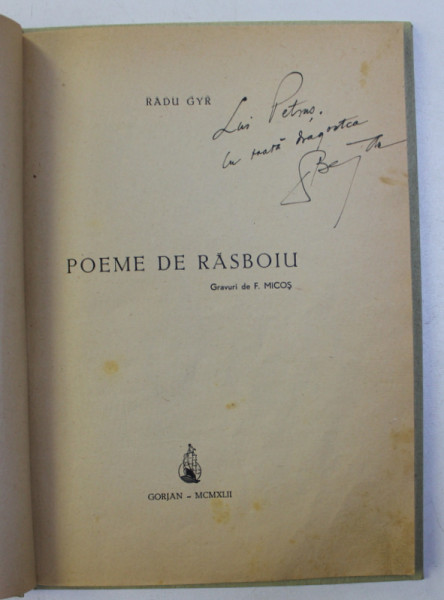 RADU GYR
Lui Petruș.
Cu toată dragostea
POEME DE RĂSBOIU
Gravuri de F. MICOȘ
GORJAN – MCMXLII